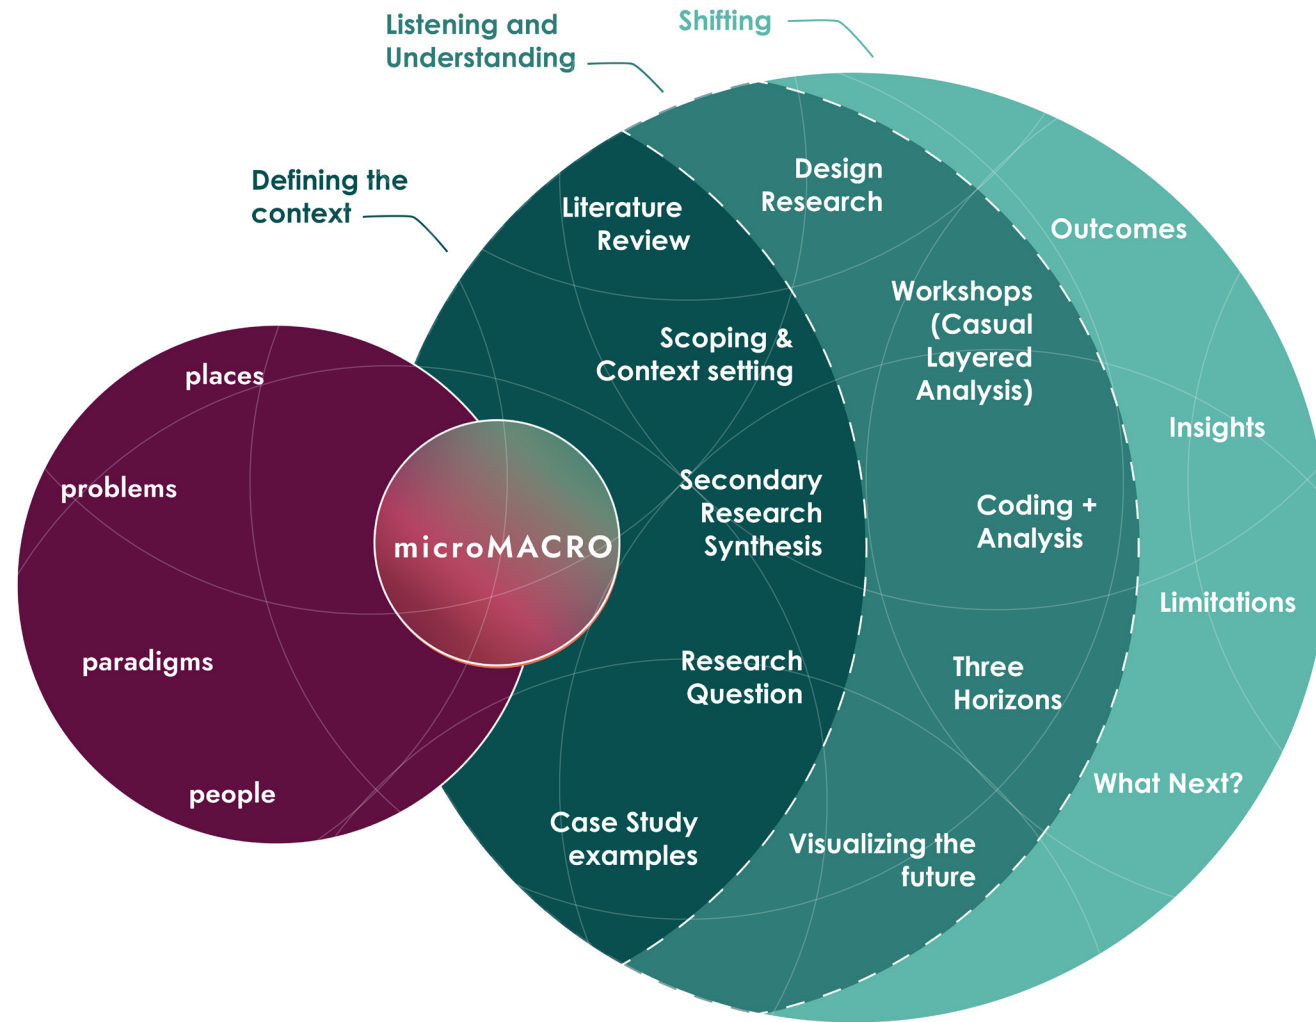 Shifting
Listening and
Understanding
Defining the
context
places
problems
paradigms
people
microMACRO
Literature
Review
Scoping &
Context setting
Secondary
Research
Synthesis
Research
Question
Case Study
examples
Design
Research
Workshops
(Casual
Layered
Analysis)
Coding +
Analysis
Three
Horizons
Visualizing the
future
Outcomes
Insights
Limitations
What Next?